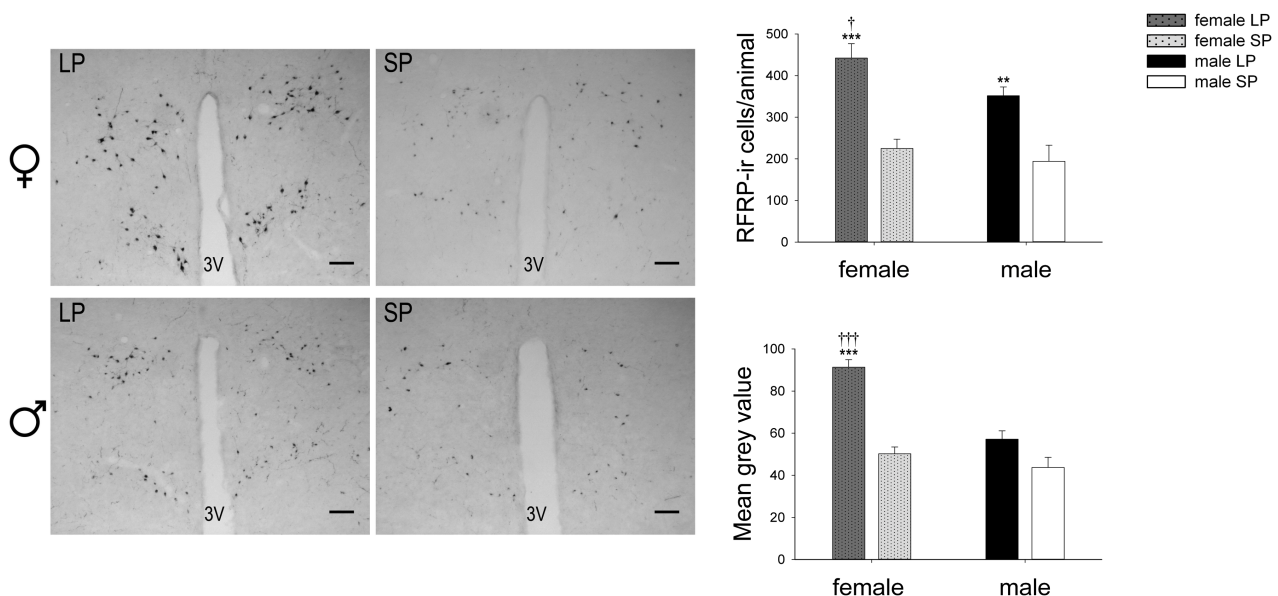 LP
SP
3V
3V
LP
SP
3V
3V
†
***
**
RFRP-ir cells/animal
500
400
300
200
100
0
female
male
female LP
female SP
male LP
male SP
†††
***
Mean grey value
100
80
60
40
20
0
female
male